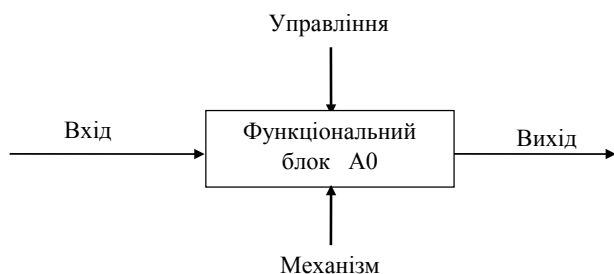 Управління
Вхід
Функціональний
блок А0
Вихід
Механізм